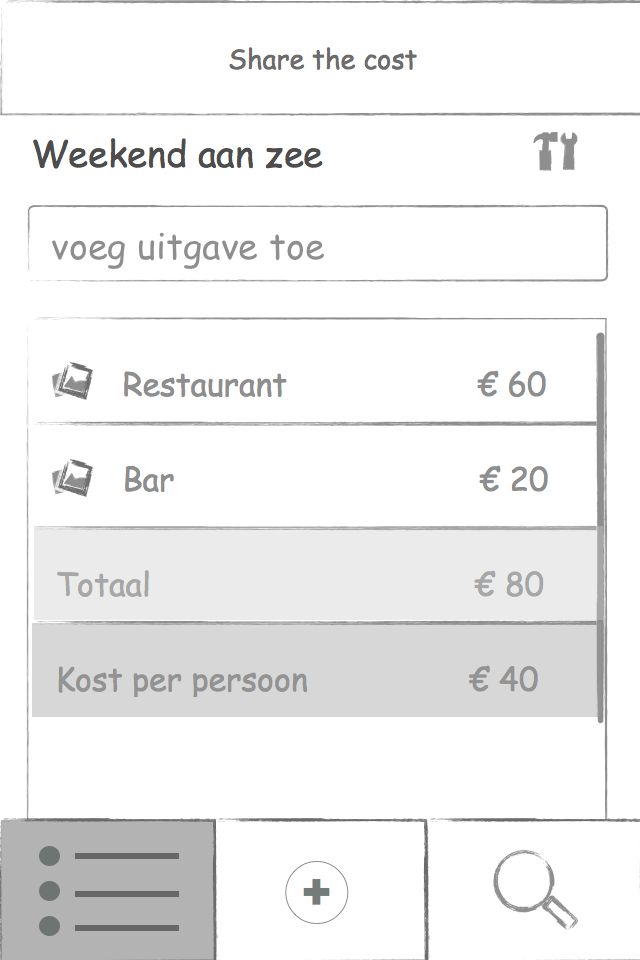 Share the cost
Weekend aan zee
voeg uitgave toe
Restaurant € 60
Bar € 20
Totaal € 80
Kost per persoon € 40